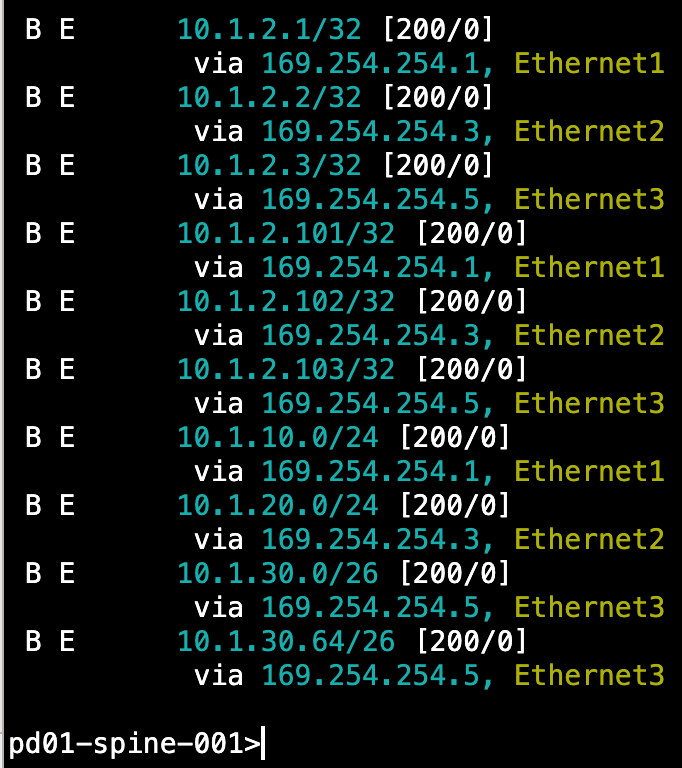 B E      10.1.2.1/32 [200/0]
          via 169.254.254.1, Ethernet1
B E      10.1.2.2/32 [200/0]
          via 169.254.254.3, Ethernet2
B E      10.1.2.3/32 [200/0]
          via 169.254.254.5, Ethernet3
B E      10.1.2.101/32 [200/0]
          via 169.254.254.1, Ethernet1
B E      10.1.2.102/32 [200/0]
          via 169.254.254.3, Ethernet2
B E      10.1.2.103/32 [200/0]
          via 169.254.254.5, Ethernet3
B E      10.1.10.0/24 [200/0]
          via 169.254.254.1, Ethernet1
B E      10.1.20.0/24 [200/0]
          via 169.254.254.3, Ethernet2
B E      10.1.30.0/26 [200/0]
          via 169.254.254.5, Ethernet3
B E      10.1.30.64/26 [200/0]
          via 169.254.254.5, Ethernet3
pd01-spine-001>